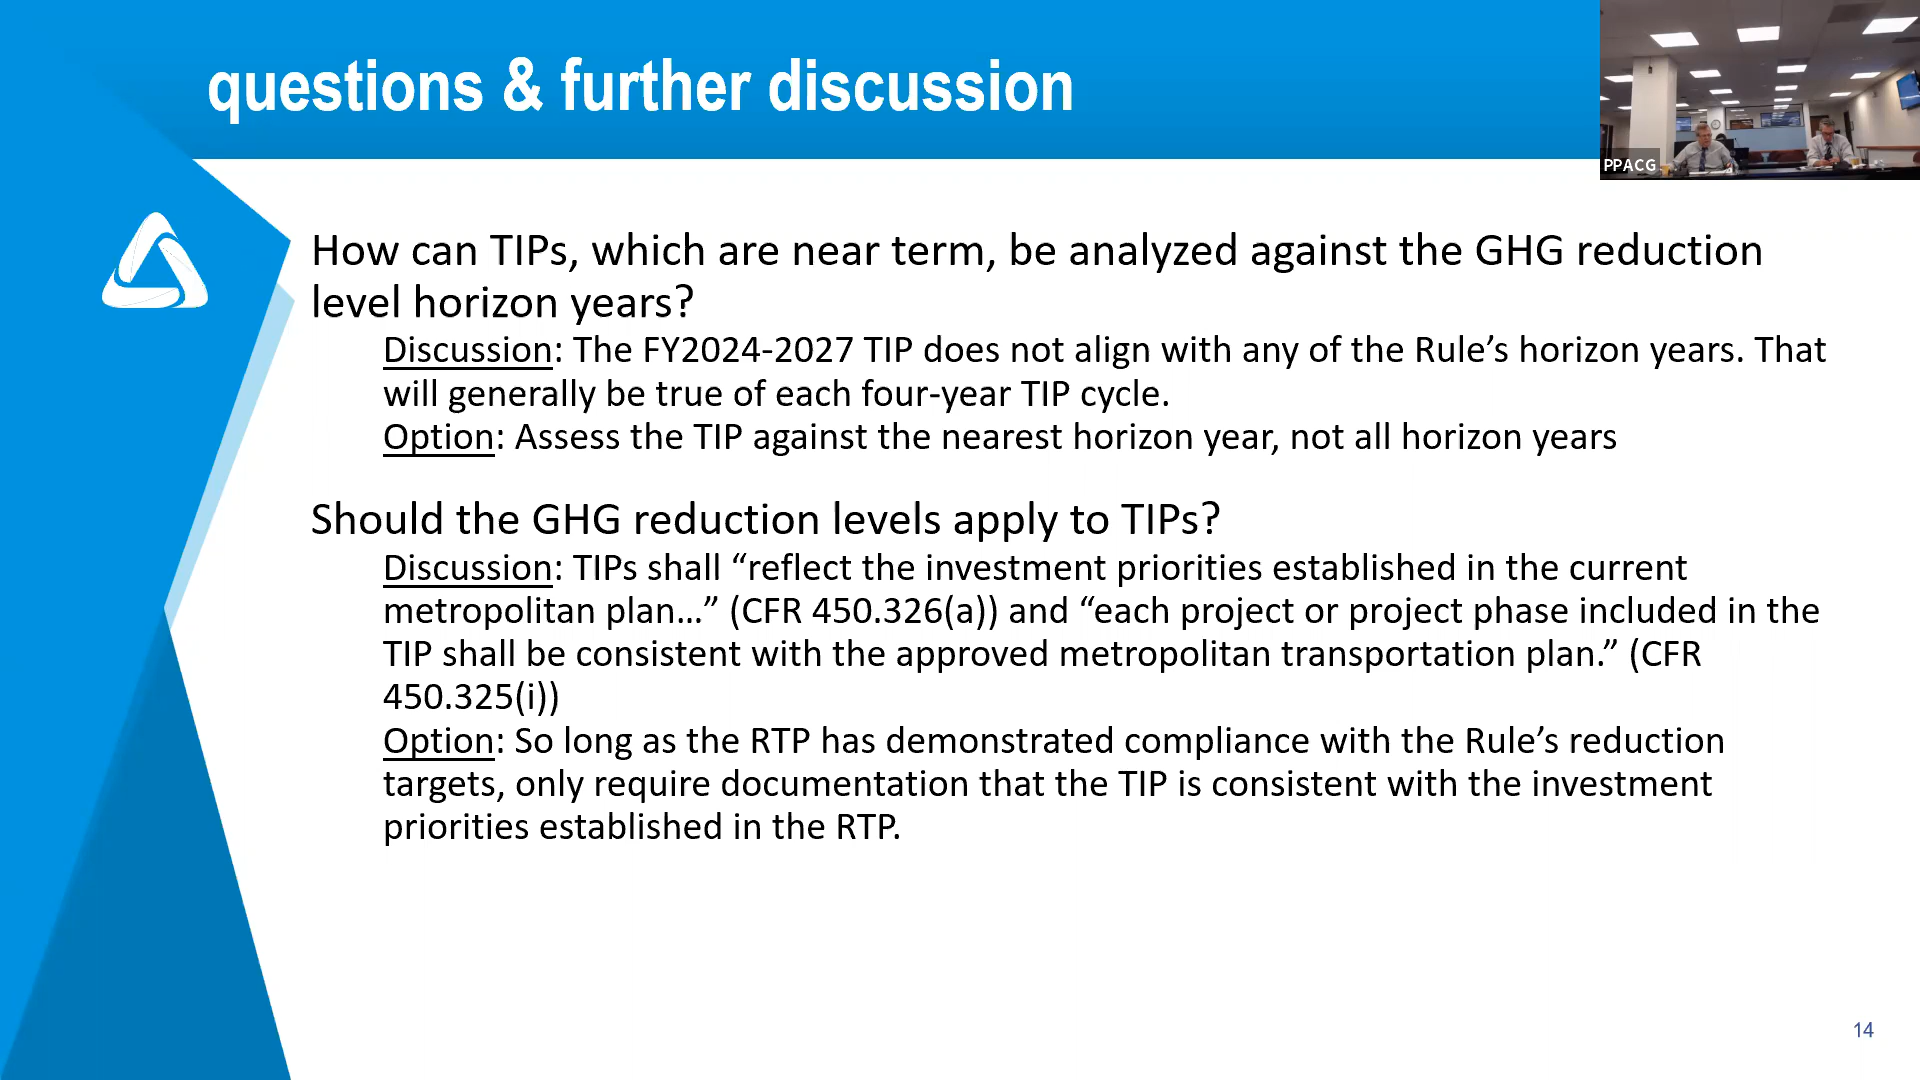 questions & further discussion
PPACG
How can TIPs, which are near term, be analyzed against the GHG reduction
level horizon years?
Discussion: The FY2024-2027 TIP does not align with any of the Rule’s horizon years. That
will generally be true of each four-year TIP cycle.
Option: Assess the TIP against the nearest horizon year, not all horizon years
Should the GHG reduction levels apply to TIPs?
Discussion: TIPs shall “reflect the investment priorities established in the current
metropolitan plan…” (CFR 450.326(a)) and “each project or project phase included in the
TIP shall be consistent with the approved metropolitan transportation plan.” (CFR
450.325(i))
Option: So long as the RTP has demonstrated compliance with the Rule’s reduction
targets, only require documentation that the TIP is consistent with the investment
priorities established in the RTP.
14